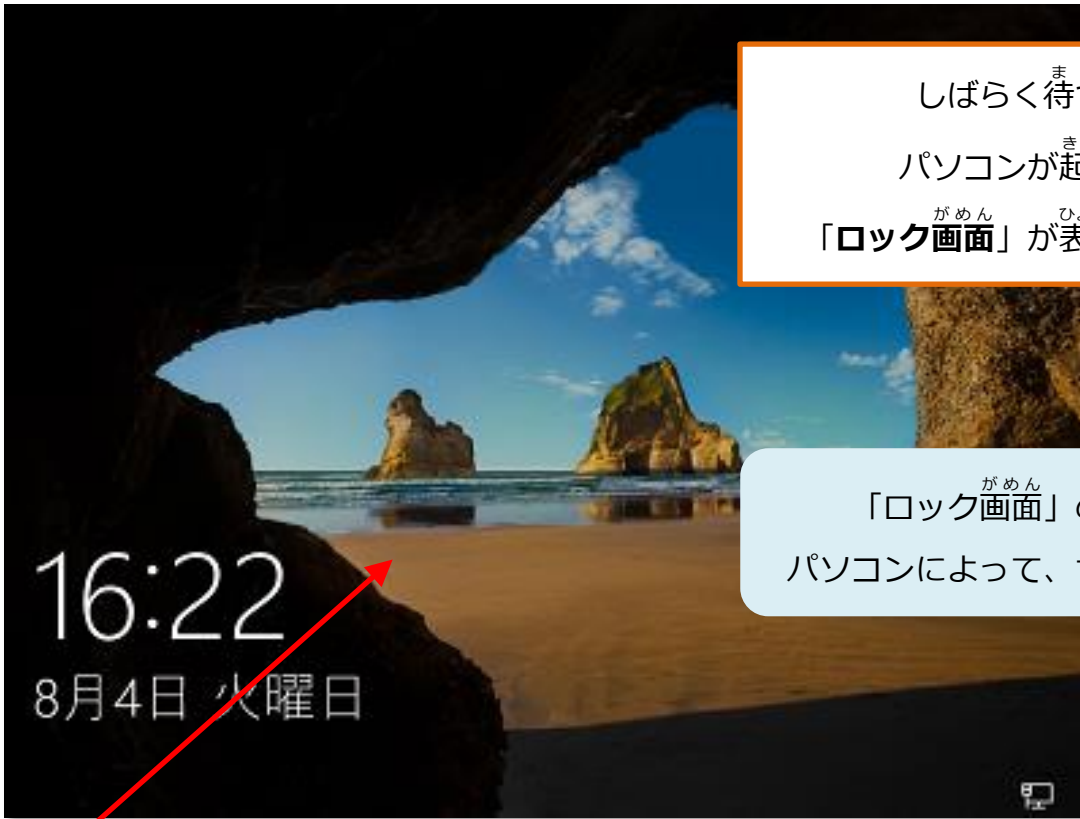 しばらく待
パソコンが起
「ロック画面」が表
「ロック画面」
パソコンによって、
16:22
8月4日 火曜日